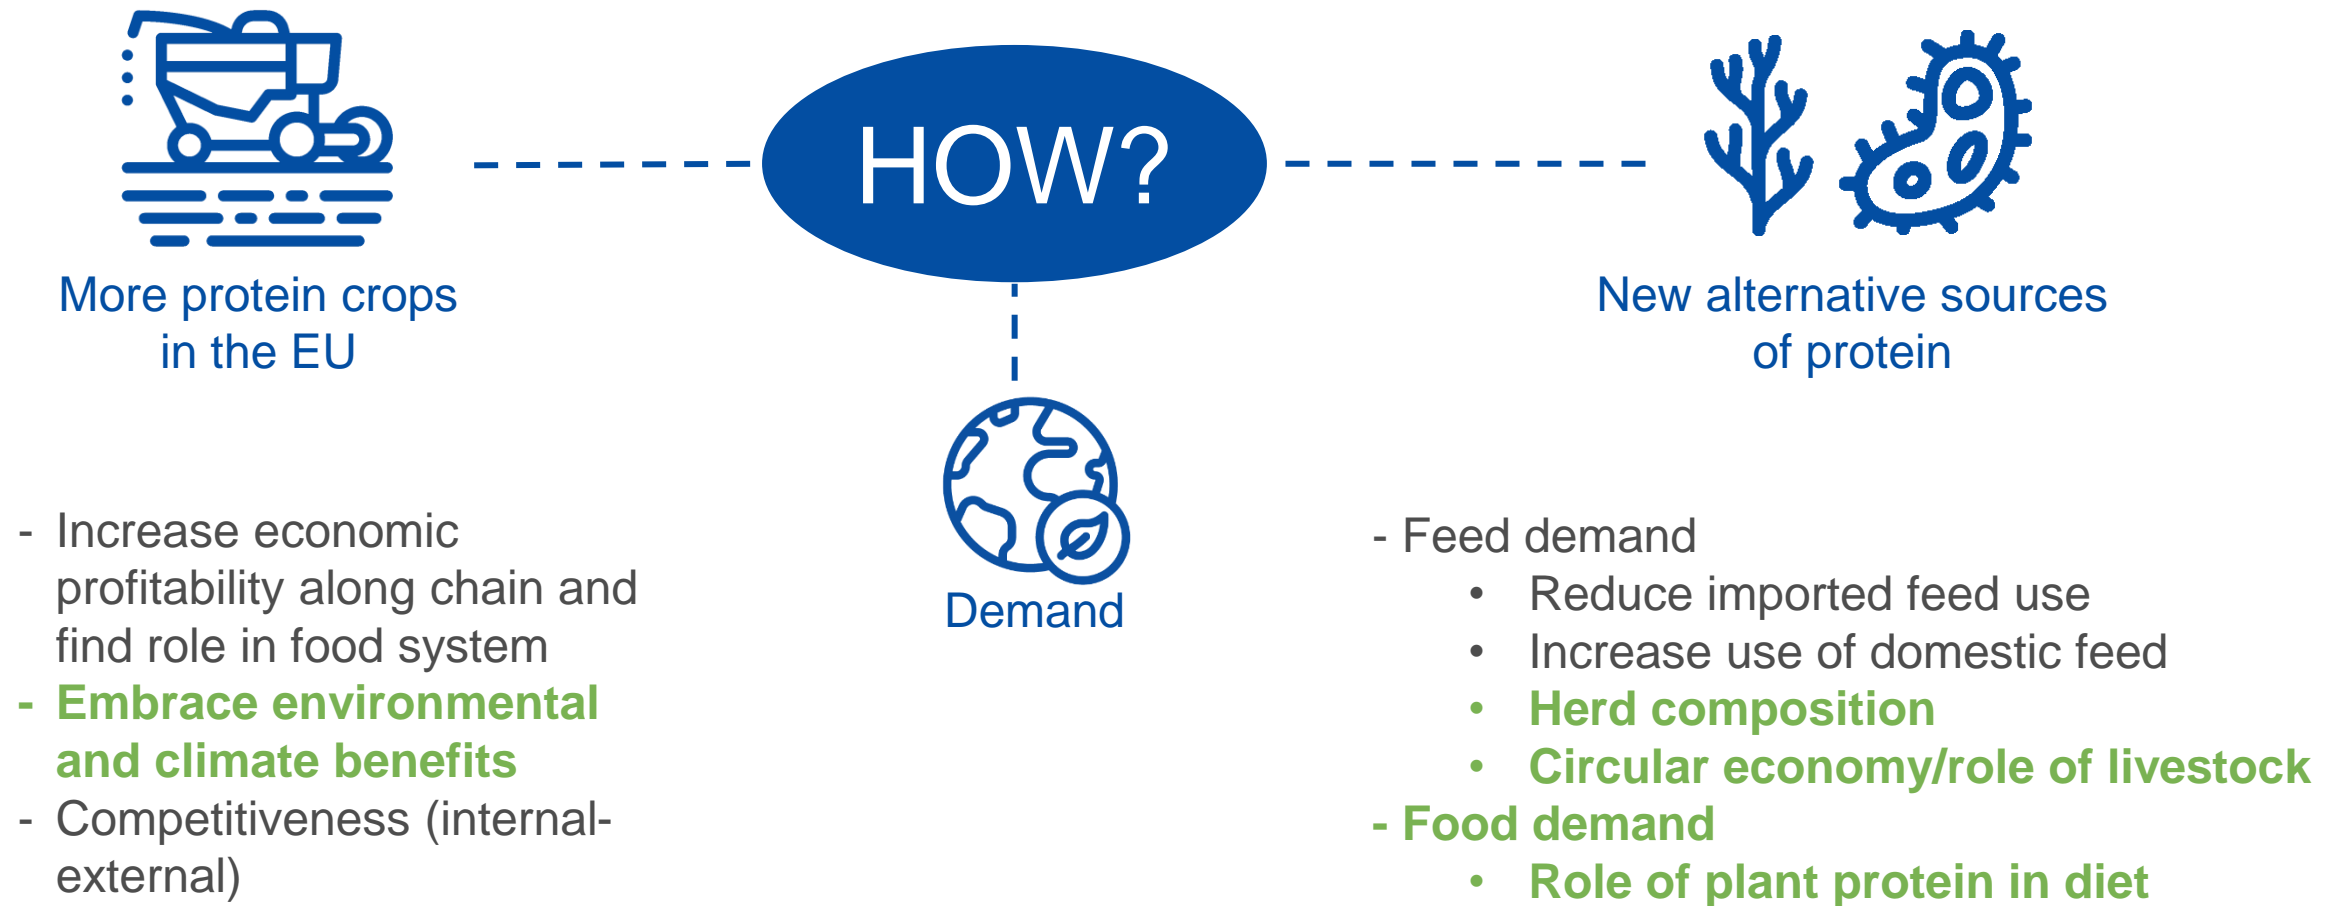 HOW?
More protein crops
in the EU
New alternative sources
of protein
Demand
- Increase economic
profitability along chain and
find role in food system
- Embrace environmental
and climate benefits
- Competitiveness (internal-
external)
- Feed demand
• Reduce imported feed use
• Increase use of domestic feed
• Herd composition
• Circular economy/role of livestock
- Food demand
• Role of plant protein in diet